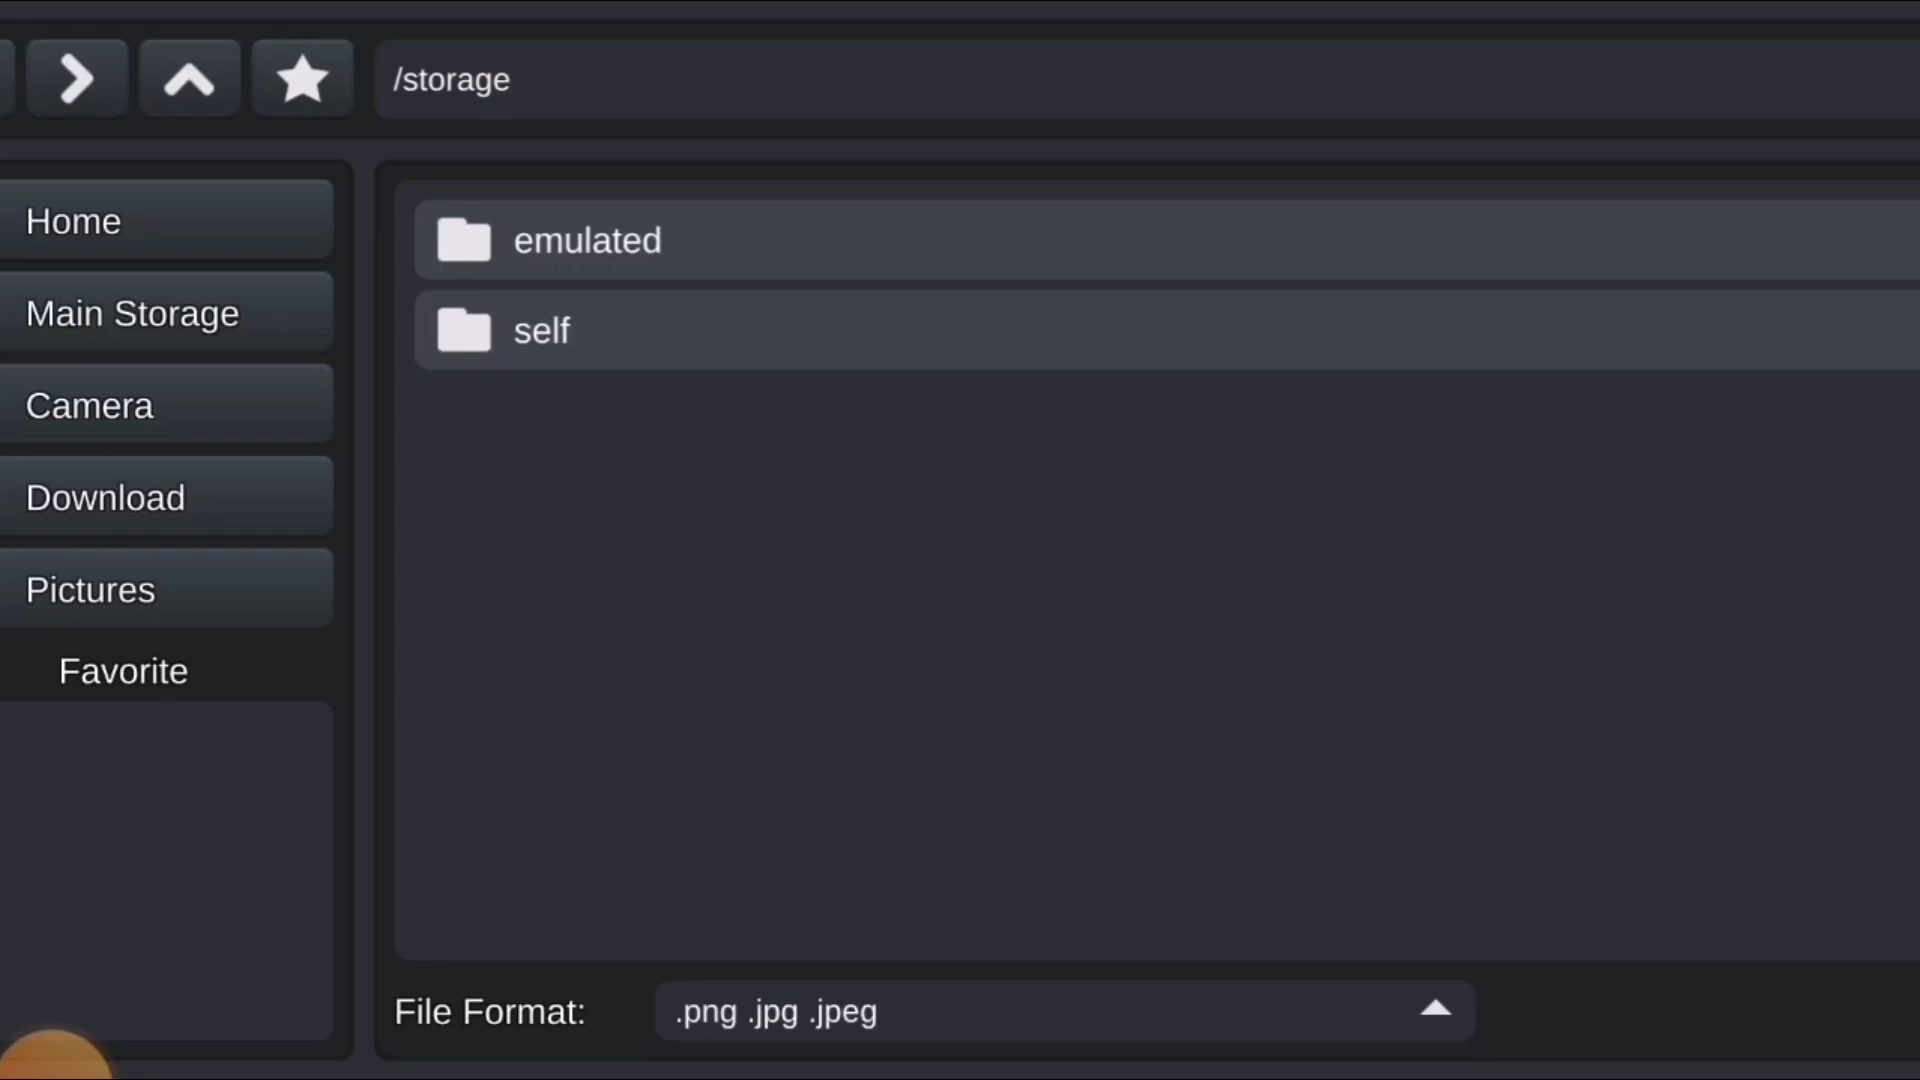 /storage
Home
Main Storage
Camera
Download
Pictures
Favorite
emulated
self
File Format:
.png .jpg .jpeg